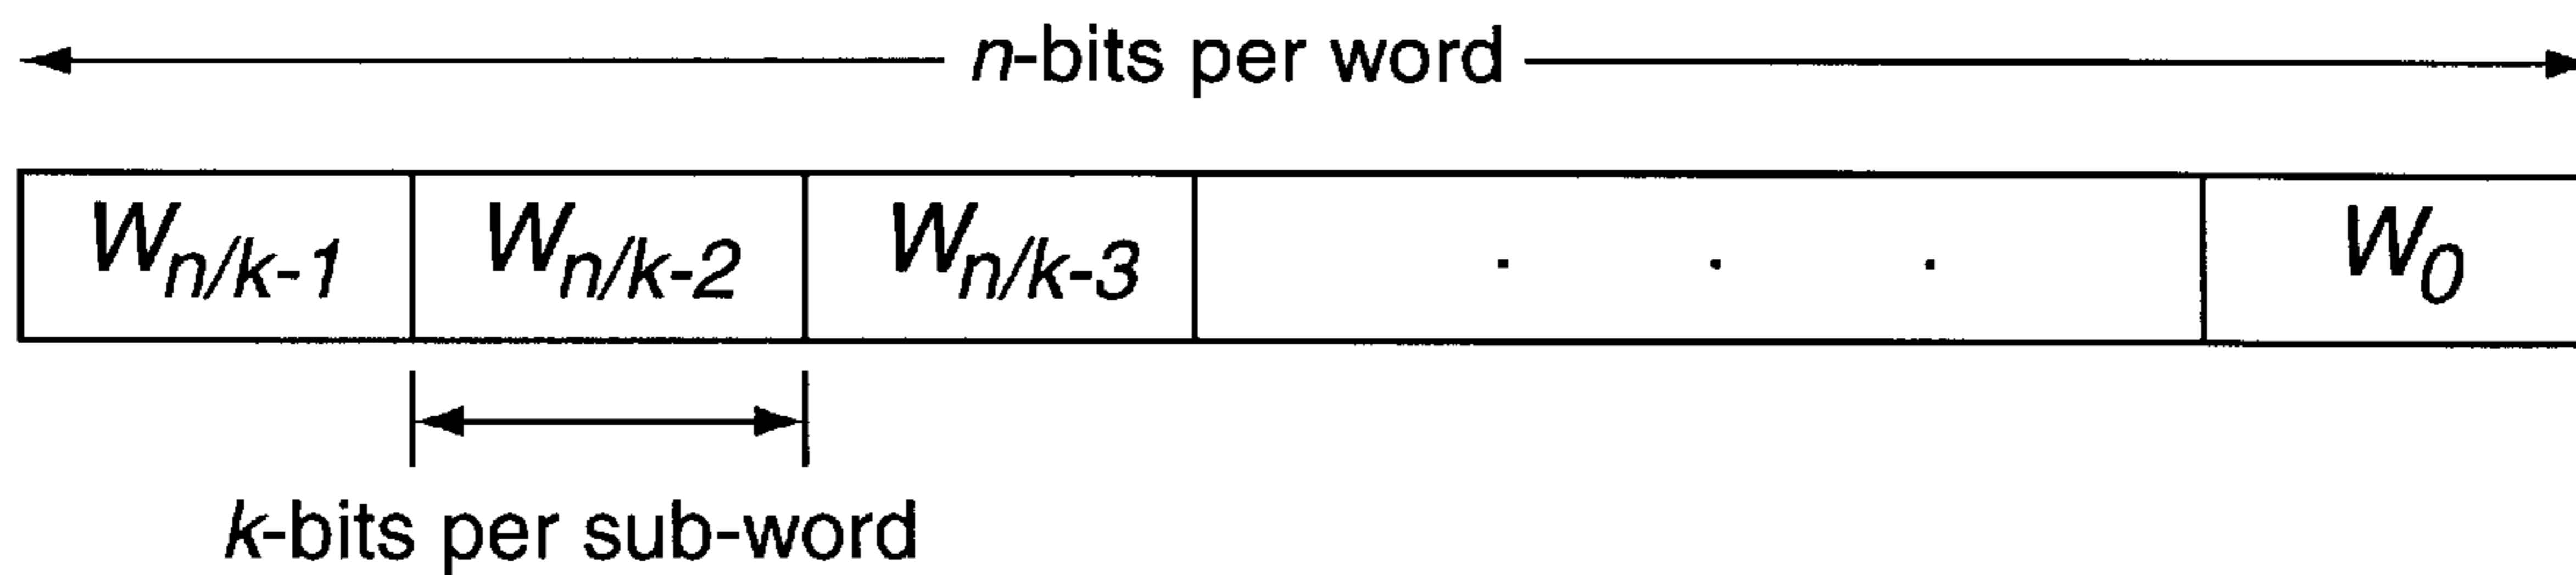 n-bits per word
Wn/k-1 Wn/k-2 Wn/k-3 . . . W0
k-bits per sub-word